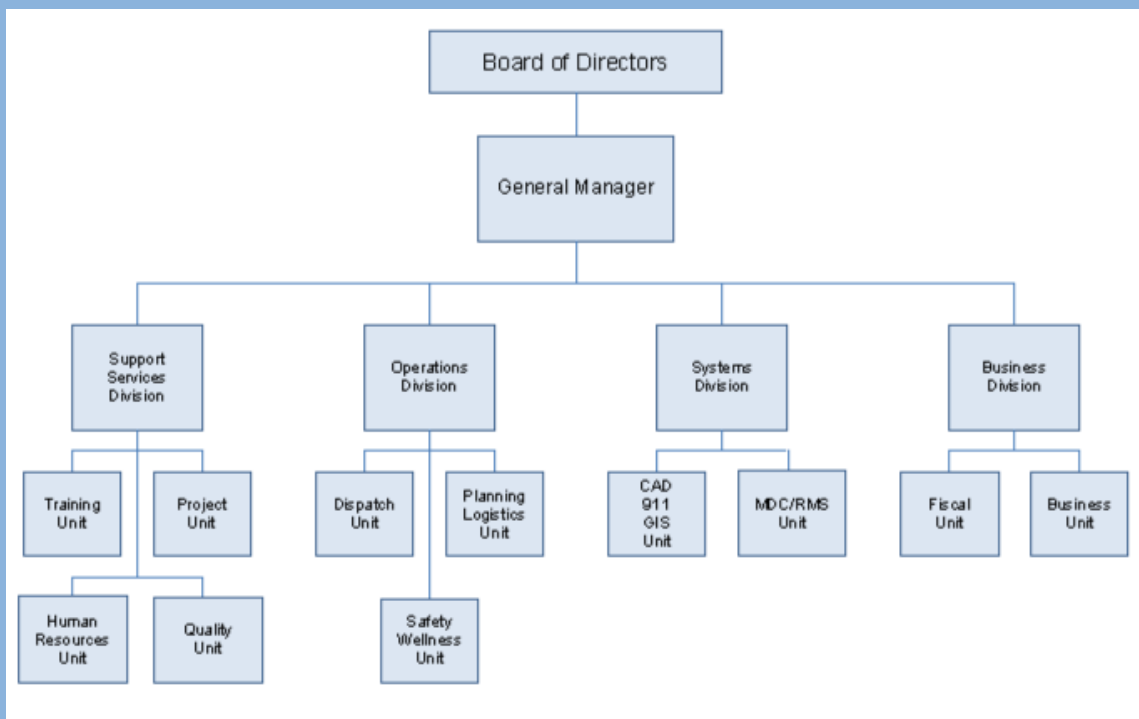 Board of Directors
General Manager
Support
Services
Division
Operations
Division
Systems
Division
Business
Division
Training
Unit
Project
Unit
Dispatch
Unit
Planning
Logistics
Unit
CAD
911
GIS
Unit
MDC/RMS
Unit
Fiscal
Unit
Business
Unit
Human
Resources
Unit
Quality
Unit
Safety
Wellness
Unit